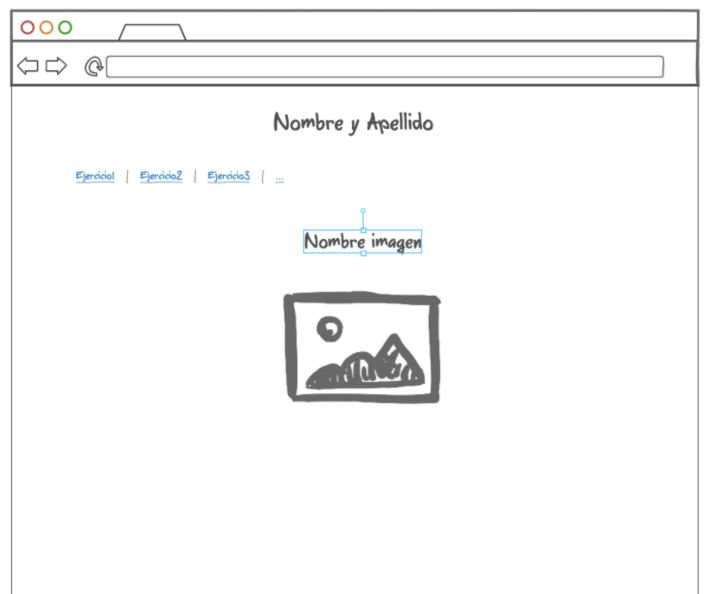 Nombre y Apellido
Ejercicio1 | Ejercicio2 | Ejercicio3 | ...
Nombre imagen